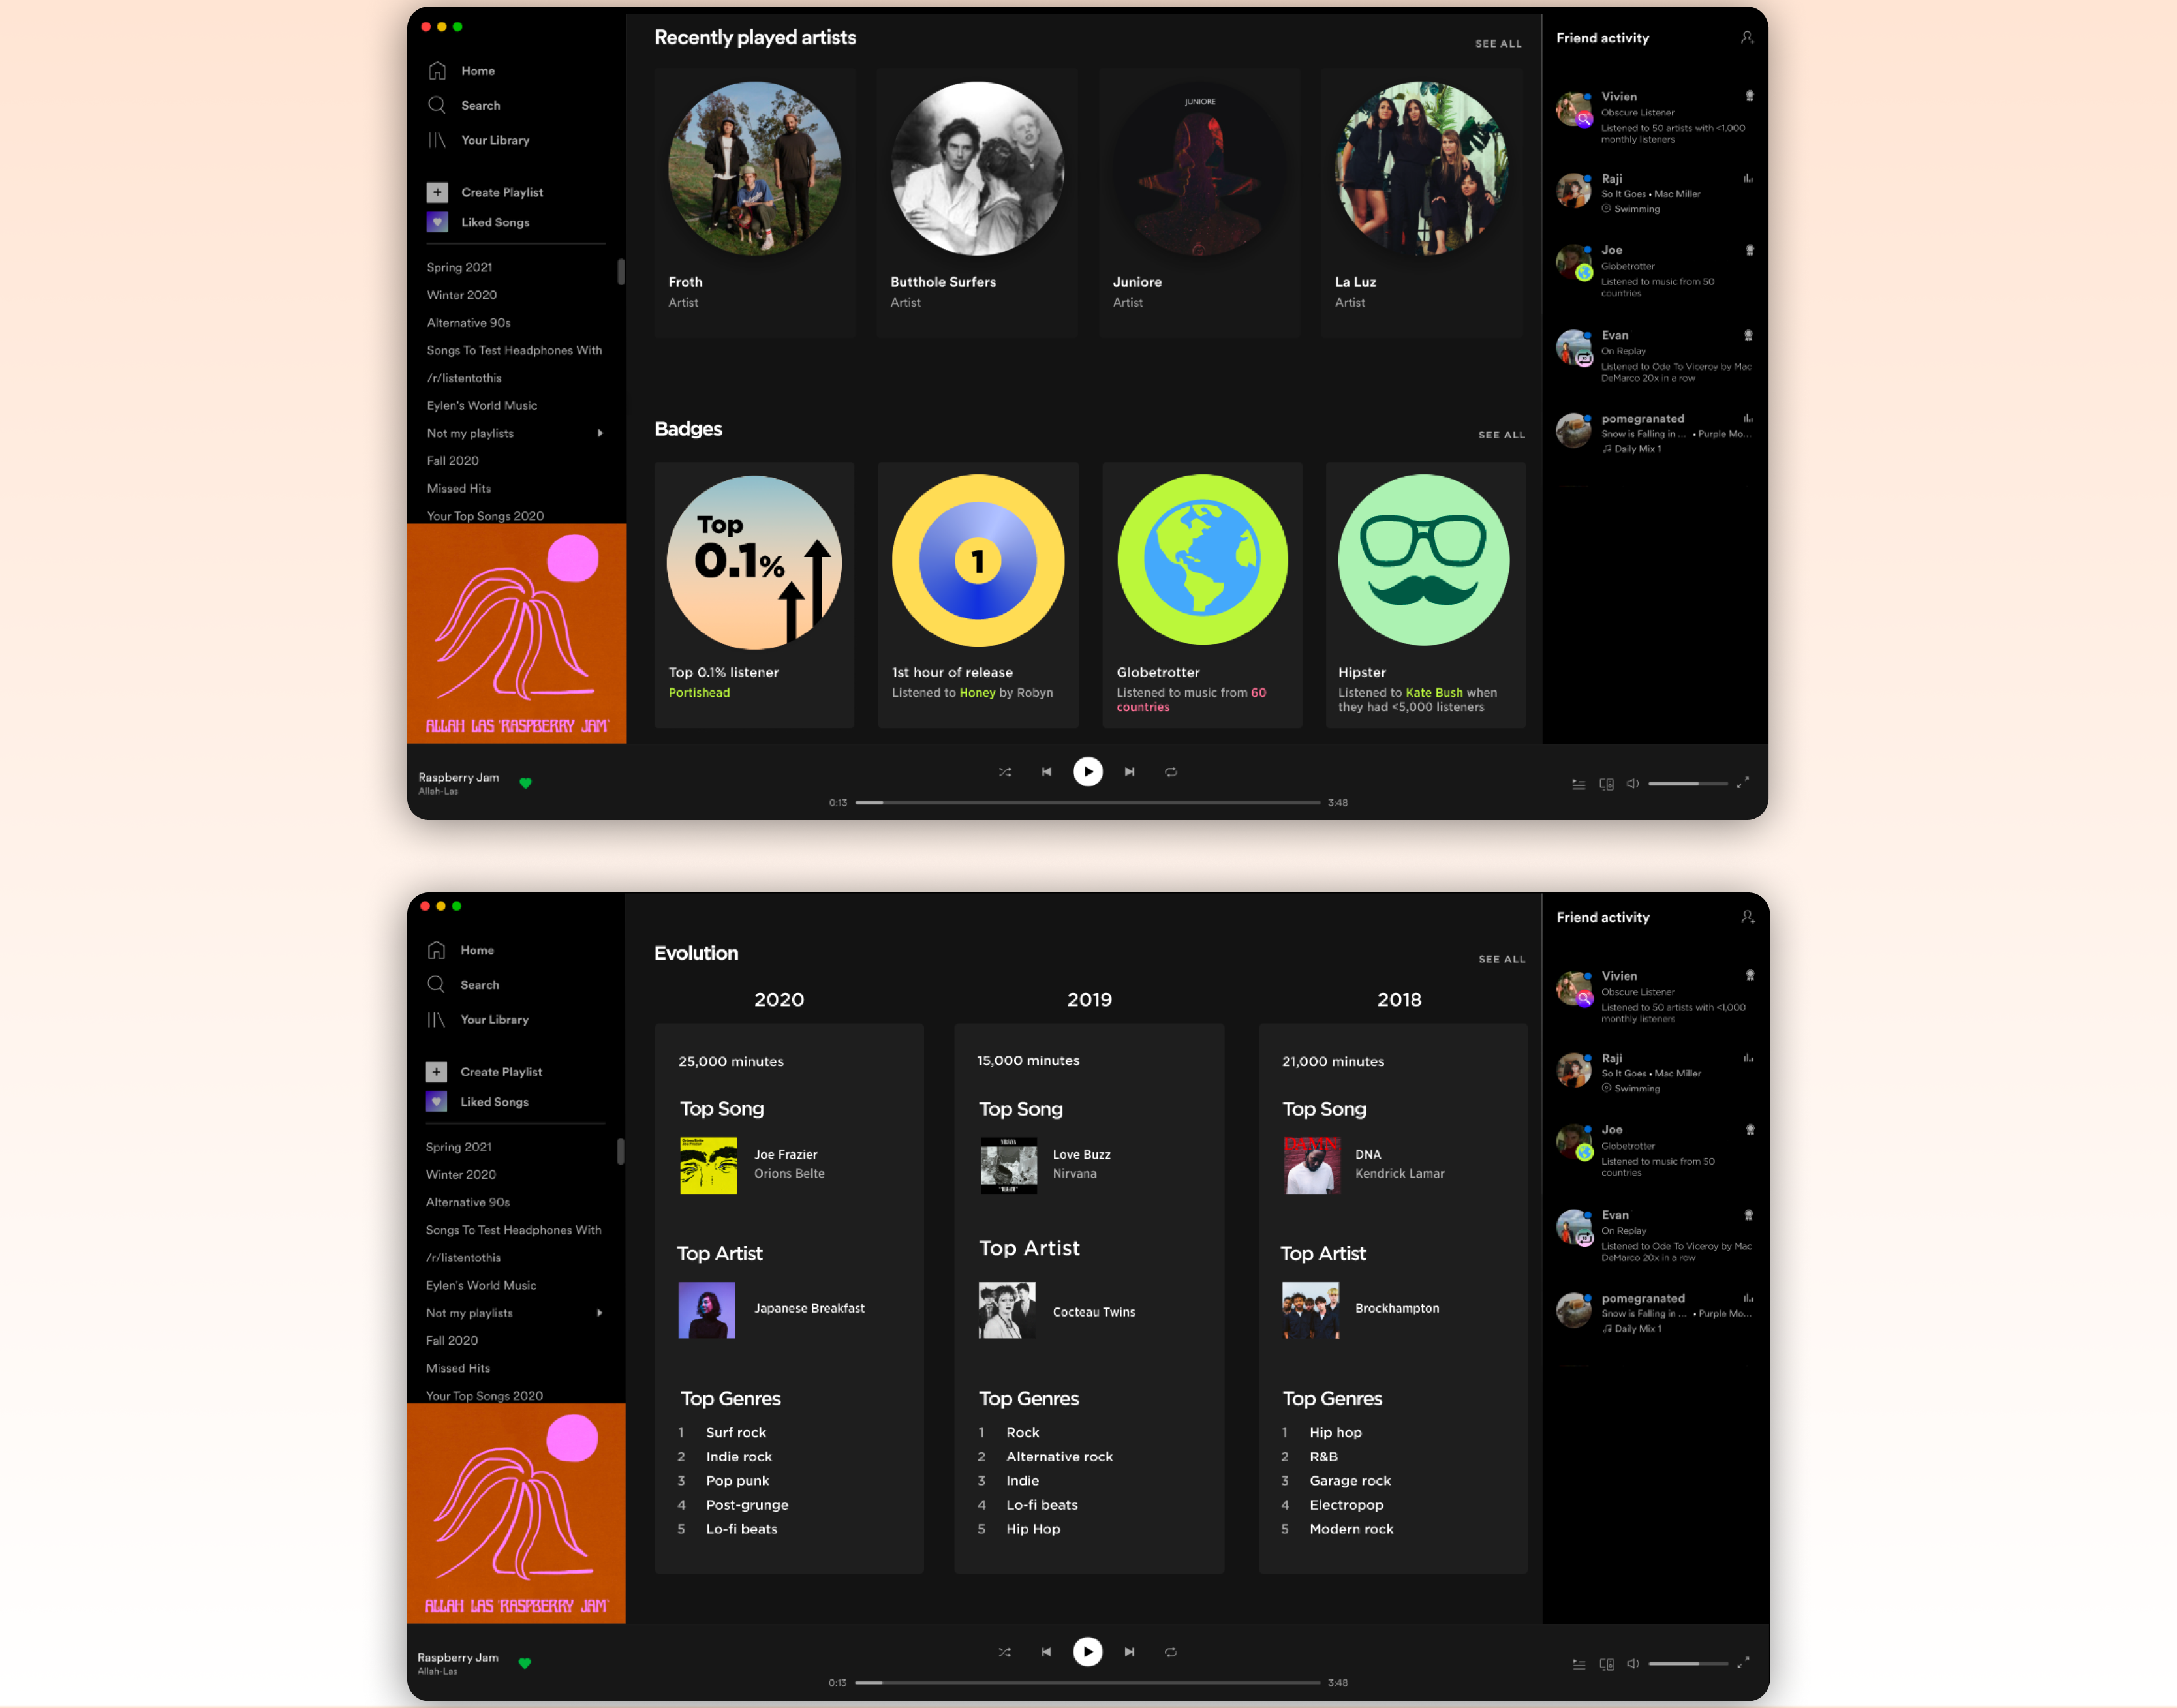 Home
Search
Your Library
Create Playlist
Liked Songs
Spring 2021
Winter 2020
Alternative 90s
Songs To Test Headphones With
/r/listentothis
Eylen's World Music
Not my playlists
Fall 2020
Missed Hits
Your Top Songs 2020
ALLAH LAS 'RASPBERRY JAM'
Recently played artists
SEE ALL
JUNIORE
Froth
Artist
Butthole Surfers
Artist
Juniore
Artist
La Luz
Artist
Badges
SEE ALL
Top
0.1%
1
Top 0.1% listener
Portishead
1st hour of release
Listened to Honey by Robyn
Globetrotter
Listened to music from 60
countries
Hipster
Listened to Kate Bush when
they had <5,000 listeners
Friend activity
Vivien
Obscure Listener
Listened to 50 artists with <1,000
monthly listeners
Raji
So It Goes • Mac Miller
Swimming
Joe
Globetrotter
Listened to music from 50
countries
Evan
On Replay
Listened to Ode To Viceroy by Mac
DeMarco 20x in a row
pomegranated
Snow is Falling in ... • Purple Mo...
Daily Mix 1
Raspberry Jam
Allah-Las
0:13
3:48
Home
Search
Your Library
Create Playlist
Liked Songs
Spring 2021
Winter 2020
Alternative 90s
Songs To Test Headphones With
/r/listentothis
Eylen's World Music
Not my playlists
Fall 2020
Missed Hits
Your Top Songs 2020
ALLAH LAS 'RASPBERRY JAM'
Evolution
SEE ALL
2020
25,000 minutes
Top Song
Joe Frazier
Orions Belte
Top Artist
Japanese Breakfast
Top Genres
1 Surf rock
2 Indie rock
3 Pop punk
4 Post-grunge
5 Lo-fi beats
2019
15,000 minutes
Top Song
NIRVANA
"BLEACH"
Love Buzz
Nirvana
Top Artist
Cocteau Twins
Top Genres
1 Rock
2 Alternative rock
3 Indie
4 Lo-fi beats
5 Hip Hop
2018
21,000 minutes
Top Song
DAMN.
DNA
Kendrick Lamar
Top Artist
Brockhampton
Top Genres
1 Hip hop
2 R&B
3 Garage rock
4 Electropop
5 Modern rock
Friend activity
Vivien
Obscure Listener
Listened to 50 artists with <1,000
monthly listeners
Raji
So It Goes • Mac Miller
Swimming
Joe
Globetrotter
Listened to music from 50
countries
Evan
On Replay
Listened to Ode To Viceroy by Mac
DeMarco 20x in a row
pomegranated
Snow is Falling in ... • Purple Mo...
Daily Mix 1
Raspberry Jam
Allah-Las
0:13
3:48